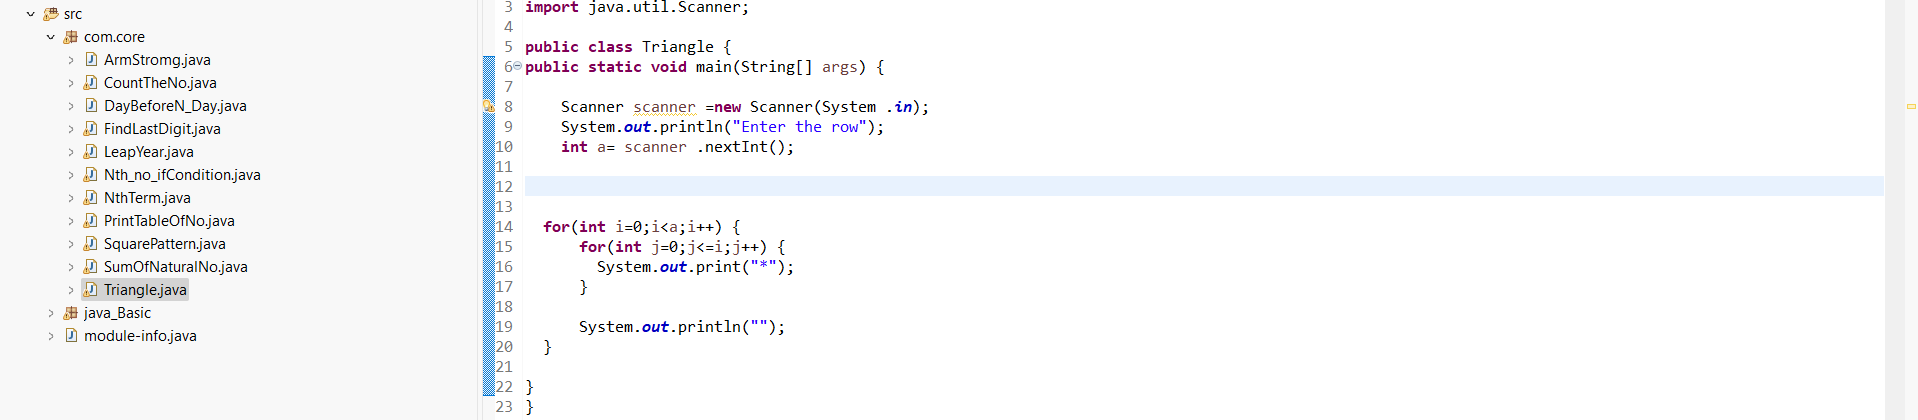 src
com.core
ArmStromg.java
CountTheNo.java
DayBeforeN_Day.java
FindLastDigit.java
LeapYear.java
Nth_no_ifCondition.java
NthTerm.java
PrintTableOfNo.java
SquarePattern.java
SumOfNaturalNo.java
Triangle.java
java_Basic
module-info.java
3 import java.util.Scanner;
4
5 public class Triangle {
6 public static void main(String[] args) {
7
8 Scanner scanner =new Scanner(System .in);
9 System.out.println("Enter the row");
10 int a= scanner .nextInt();
11
12
13
14 for(int i=0;i<a;i++) {
15 for(int j=0;j<=i;j++) {
16 System.out.print("*");
17 }
18
19 System.out.println("");
20 }
21
22 }
23 }